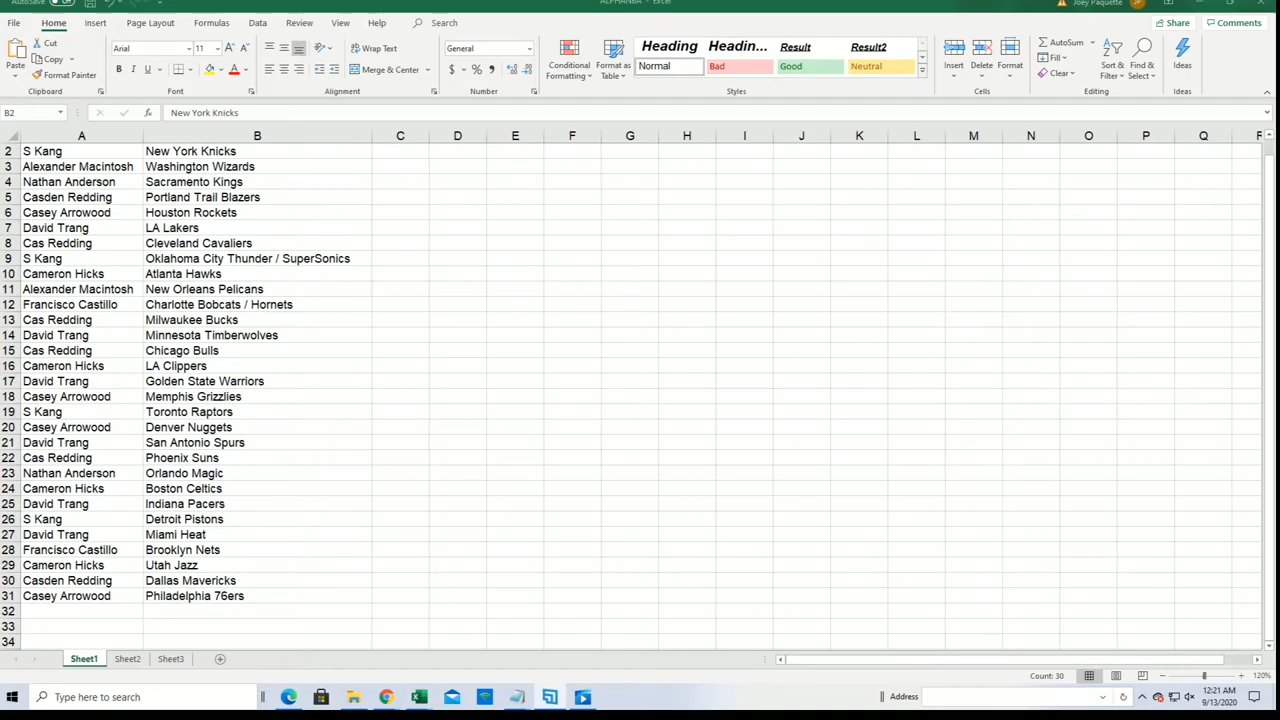 AutoSave
ALPHANBA - Excel
Joey Paquette
JP
File Home Insert Page Layout Formulas Data Review View Help Search Share Comments
Paste Cut Copy Format Painter Clipboard
Arial 11 A A B I U A Font
Wrap Text Merge & Center Alignment
General $ % , Number
Conditional Formatting Format as Table
Heading Headin... Result Result2
Normal Bad Good Neutral
Styles
Insert Delete Format Cells
AutoSum Fill Clear Sort & Filter Find & Select Editing
Ideas Ideas
B2 fx New York Knicks
A B C D E F G H I J K L M N O P Q
2 S Kang New York Knicks
3 Alexander Macintosh Washington Wizards
4 Nathan Anderson Sacramento Kings
5 Casden Redding Portland Trail Blazers
6 Casey Arrowood Houston Rockets
7 David Trang LA Lakers
8 Cas Redding Cleveland Cavaliers
9 S Kang Oklahoma City Thunder / SuperSonics
10 Cameron Hicks Atlanta Hawks
11 Alexander Macintosh New Orleans Pelicans
12 Francisco Castillo Charlotte Bobcats / Hornets
13 Cas Redding Milwaukee Bucks
14 David Trang Minnesota Timberwolves
15 Cas Redding Chicago Bulls
16 Cameron Hicks LA Clippers
17 David Trang Golden State Warriors
18 Casey Arrowood Memphis Grizzlies
19 S Kang Toronto Raptors
20 Casey Arrowood Denver Nuggets
21 David Trang San Antonio Spurs
22 Cas Redding Phoenix Suns
23 Nathan Anderson Orlando Magic
24 Cameron Hicks Boston Celtics
25 David Trang Indiana Pacers
26 S Kang Detroit Pistons
27 David Trang Miami Heat
28 Francisco Castillo Brooklyn Nets
29 Cameron Hicks Utah Jazz
30 Casden Redding Dallas Mavericks
31 Casey Arrowood Philadelphia 76ers
32
33
34
Sheet1 Sheet2 Sheet3
Count: 30 120%
Type here to search
Address
12:21 AM
9/13/2020